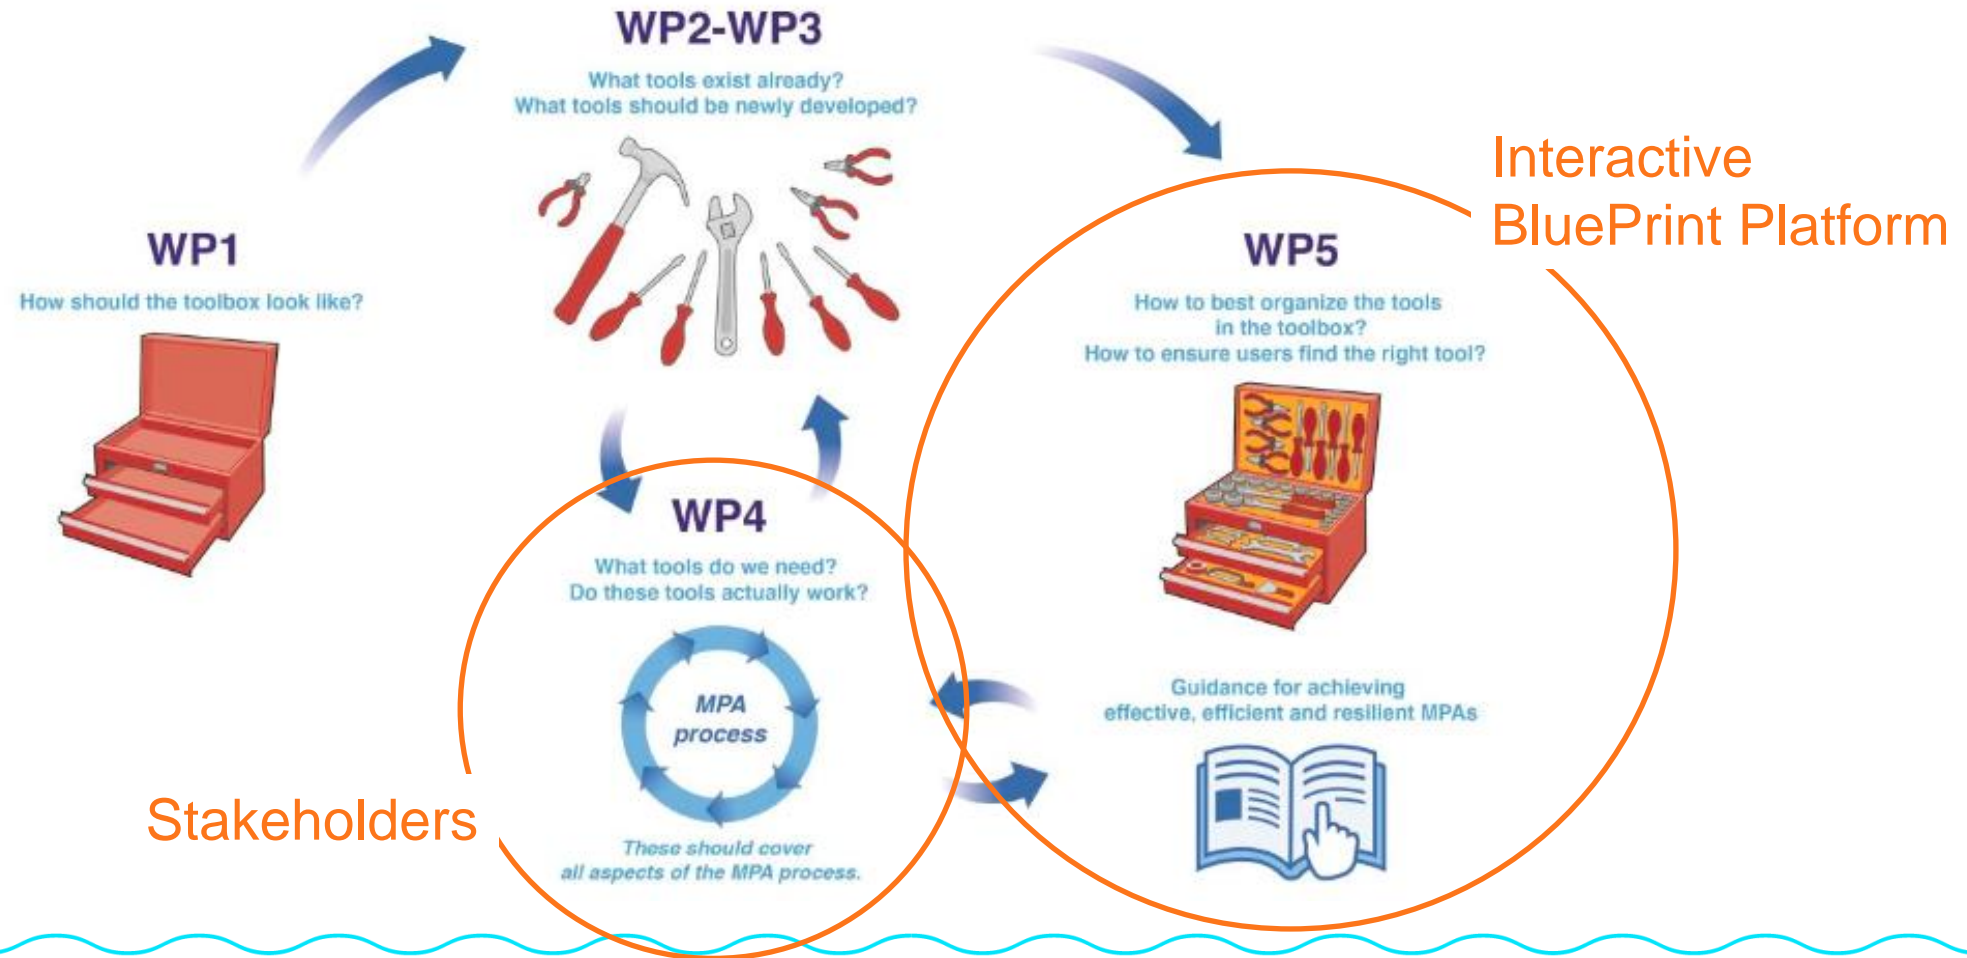 WP2-WP3
What tools exist already?
What tools should be newly developed?
Interactive
BluePrint Platform
WP1
How should the toolbox look like?
WP5
How to best organize the tools
in the toolbox?
How to ensure users find the right tool?
WP4
What tools do we need?
Do these tools actually work?
MPA
process
These should cover
all aspects of the MPA process.
Guidance for achieving
effective, efficient and resilient MPAs
Stakeholders